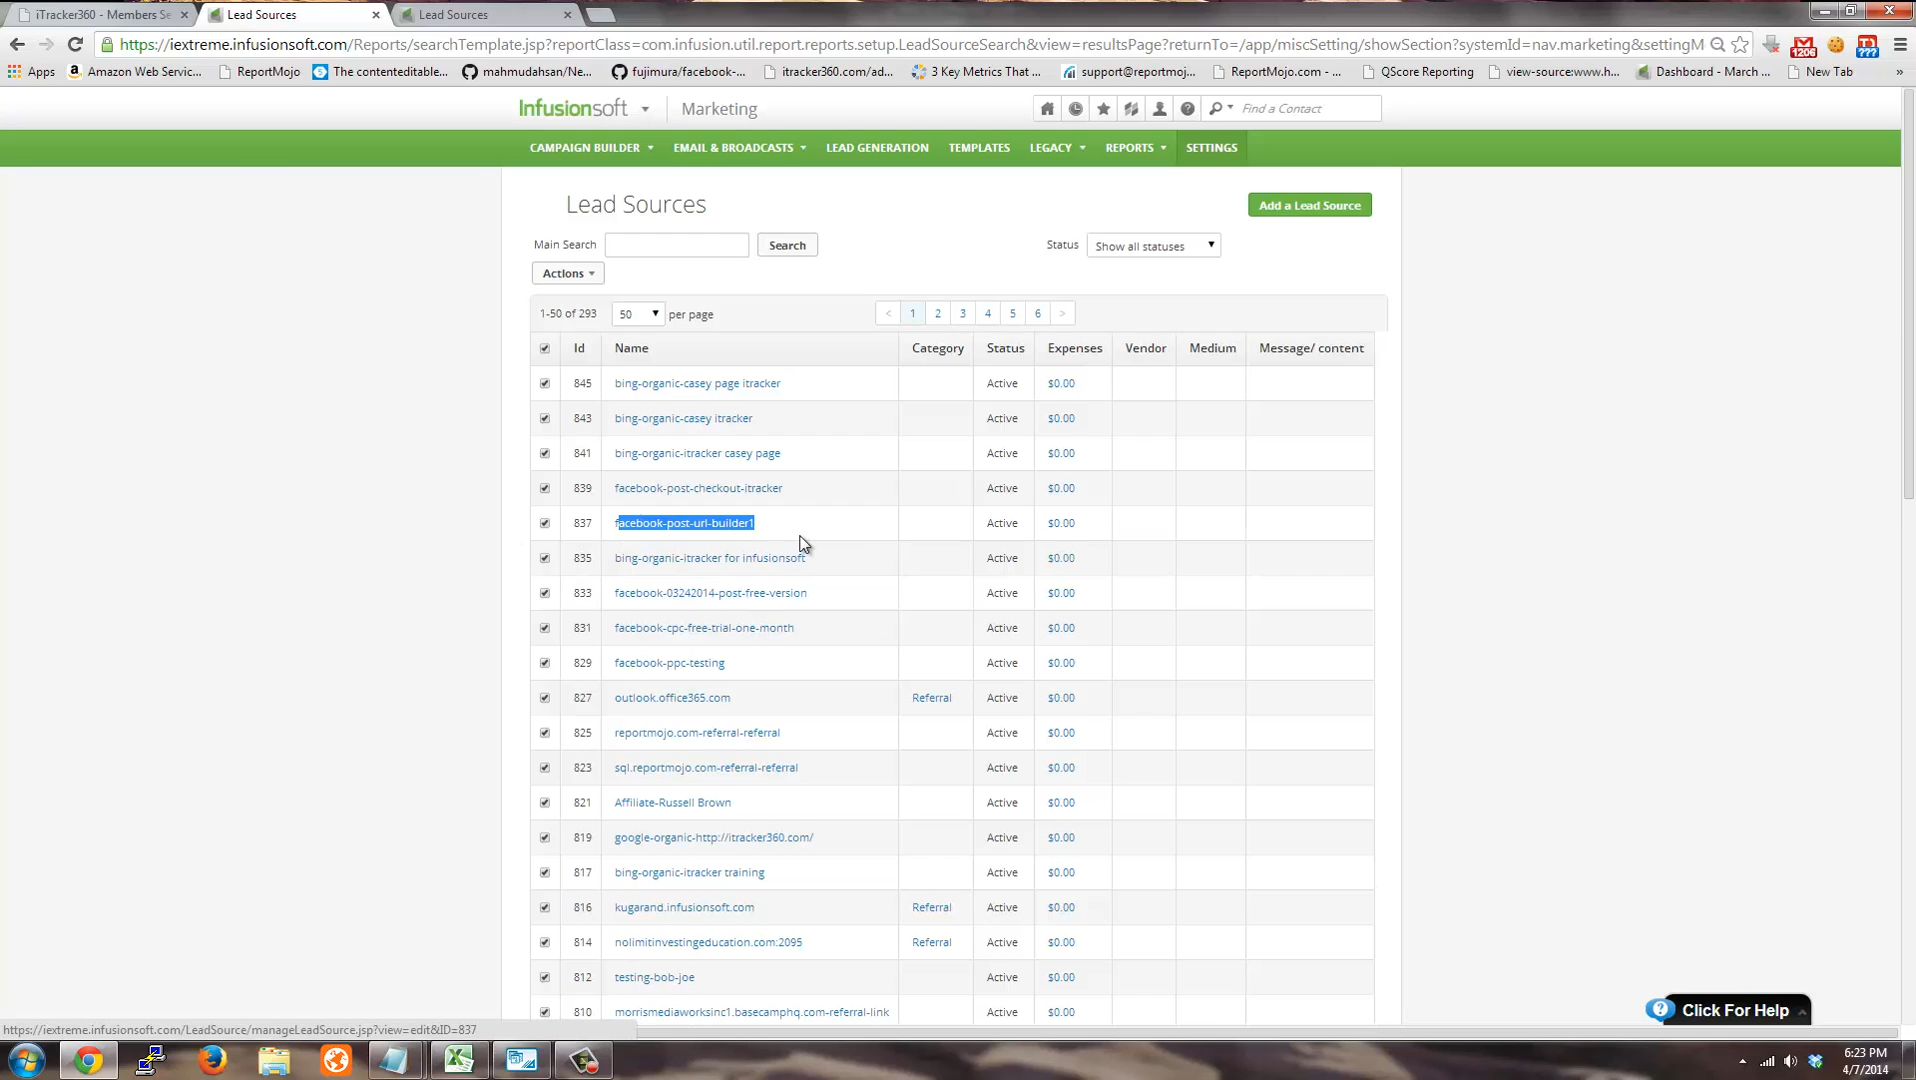 iTracker360 - Members Se
Lead Sources
Lead Sources
https://iextreme.infusionsoft.com/Reports/searchTemplate.jsp?reportClass=com.infusion.util.report.reports.setup.LeadSourceSearch&view=resultsPage?returnTo=/app/miscSetting/showSection?systemId=nav.marketing&settingM
1206
???
Apps
Amazon Web Servic...
ReportMojo
The contenteditable...
mahmudahsan/Ne...
fujimura/facebook-...
itracker360.com/ad...
3 Key Metrics That ...
support@reportmoj...
ReportMojo.com - ...
QScore Reporting
view-source:www.h...
Dashboard - March ...
New Tab
»
Infusionsoft
Marketing
Find a Contact
CAMPAIGN BUILDER
EMAIL & BROADCASTS
LEAD GENERATION
TEMPLATES
LEGACY
REPORTS
SETTINGS
Lead Sources
Add a Lead Source
Main Search
Search
Status
Show all statuses
Actions
1-50 of 293
50
per page
< 1 2 3 4 5 6 >
Id Name Category Status Expenses Vendor Medium Message/ content
845 bing-organic-casey page itracker Active $0.00
843 bing-organic-casey itracker Active $0.00
841 bing-organic-itracker casey page Active $0.00
839 facebook-post-checkout-itracker Active $0.00
837 facebook-post-url-builder1 Active $0.00
835 bing-organic-itracker for infusionsoft Active $0.00
833 facebook-03242014-post-free-version Active $0.00
831 facebook-cpc-free-trial-one-month Active $0.00
829 facebook-ppc-testing Active $0.00
827 outlook.office365.com Referral Active $0.00
825 reportmojo.com-referral-referral Active $0.00
823 sql.reportmojo.com-referral-referral Active $0.00
821 Affiliate-Russell Brown Active $0.00
819 google-organic-http://itracker360.com/ Active $0.00
817 bing-organic-itracker training Active $0.00
816 kugarand.infusionsoft.com Referral Active $0.00
814 nolimitinvestingeducation.com:2095 Referral Active $0.00
812 testing-bob-joe Active $0.00
810 morrismediaworksinc1.basecamphq.com-referral-link Active $0.00
Click For Help
https://iextreme.infusionsoft.com/LeadSource/manageLeadSource.jsp?view=edit&ID=837
6:23 PM
4/7/2014